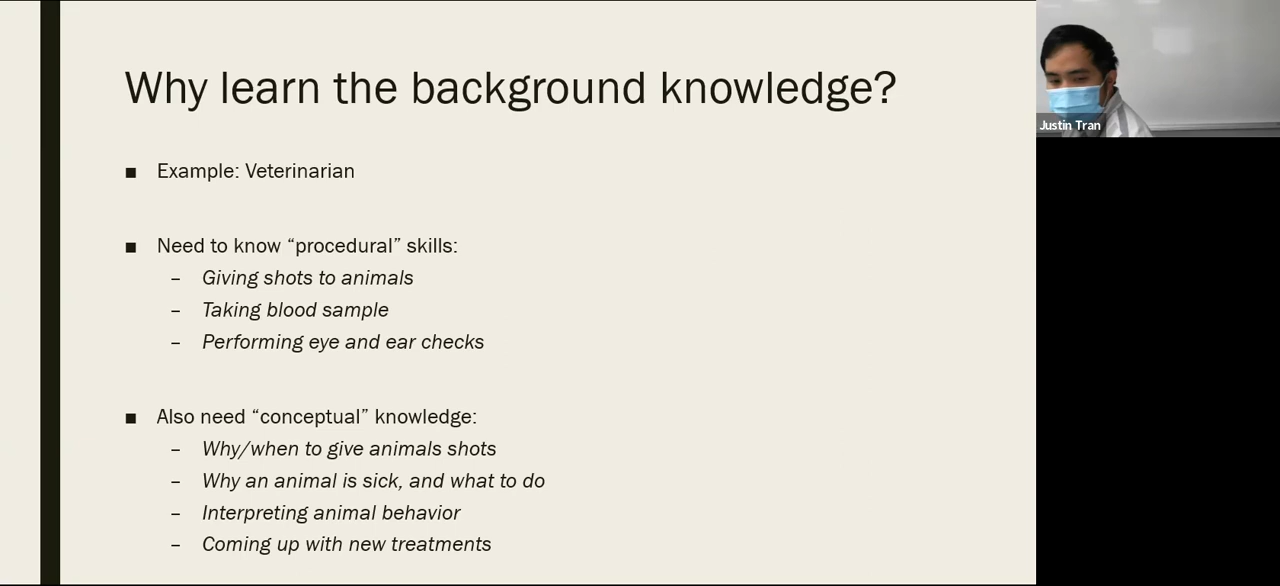 Why learn the background knowledge?
■ Example: Veterinarian
■ Need to know “procedural” skills:
– Giving shots to animals
– Taking blood sample
– Performing eye and ear checks
■ Also need “conceptual” knowledge:
– Why/when to give animals shots
– Why an animal is sick, and what to do
– Interpreting animal behavior
– Coming up with new treatments
Justin Tran